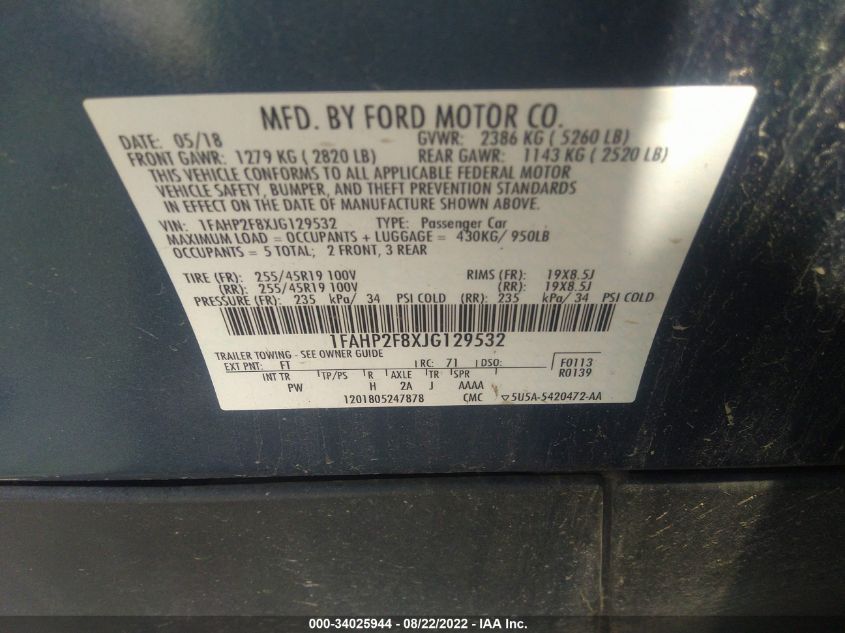 MFD. BY FORD MOTOR CO.
DATE: 05/18 GVWR: 2386 KG ( 5260 LB)
FRONT GAWR: 1279 KG ( 2820 LB) REAR GAWR: 1143 KG ( 2520 LB)
THIS VEHICLE CONFORMS TO ALL APPLICABLE FEDERAL MOTOR
VEHICLE SAFETY, BUMPER, AND THEFT PREVENTION STANDARDS
IN EFFECT ON THE DATE OF MANUFACTURE SHOWN ABOVE.
VIN: 1FAHP2F8XJG129532 TYPE: Passenger Car
MAXIMUM LOAD = OCCUPANTS + LUGGAGE = 430KG/ 950LB
OCCUPANTS = 5 TOTAL; 2 FRONT, 3 REAR
TIRE (FR): 255/45R19 100V RIMS (FR): 19X8.5J
(RR): 255/45R19 100V (RR): 19X8.5J
PRESSURE (FR): 235 kPa/ 34 PSI COLD (RR): 235 kPa/ 34 PSI COLD
1FAHP2F8XJG129532
TRAILER TOWING - SEE OWNER GUIDE
EXT PNT: FT RC: 71 DSO: F0113
INT TR TP/PS R AXLE TR SPR R0139
PW H 2A J AAAA
1201805247878 CMC ▽5U5A-5420472-AA
000-34025944 - 08/22/2022 - IAA Inc.